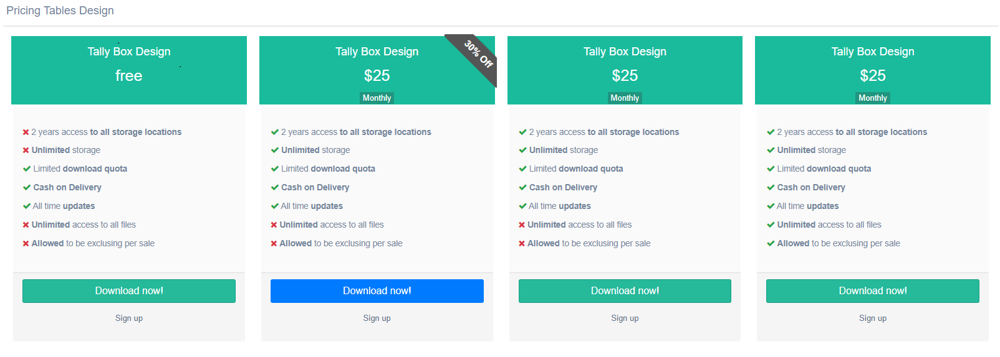 Pricing Tables Design
Tally Box Design
free
2 years access to all storage locations
Unlimited storage
Limited download quota
Cash on Delivery
All time updates
Unlimited access to all files
Allowed to be exclusing per sale
Download now!
Sign up
Tally Box Design
30% Off
$25
Monthly
2 years access to all storage locations
Unlimited storage
Limited download quota
Cash on Delivery
All time updates
Unlimited access to all files
Allowed to be exclusing per sale
Download now!
Sign up
Tally Box Design
$25
Monthly
2 years access to all storage locations
Unlimited storage
Limited download quota
Cash on Delivery
All time updates
Unlimited access to all files
Allowed to be exclusing per sale
Download now!
Sign up
Tally Box Design
$25
Monthly
2 years access to all storage locations
Unlimited storage
Limited download quota
Cash on Delivery
All time updates
Unlimited access to all files
Allowed to be exclusing per sale
Download now!
Sign up